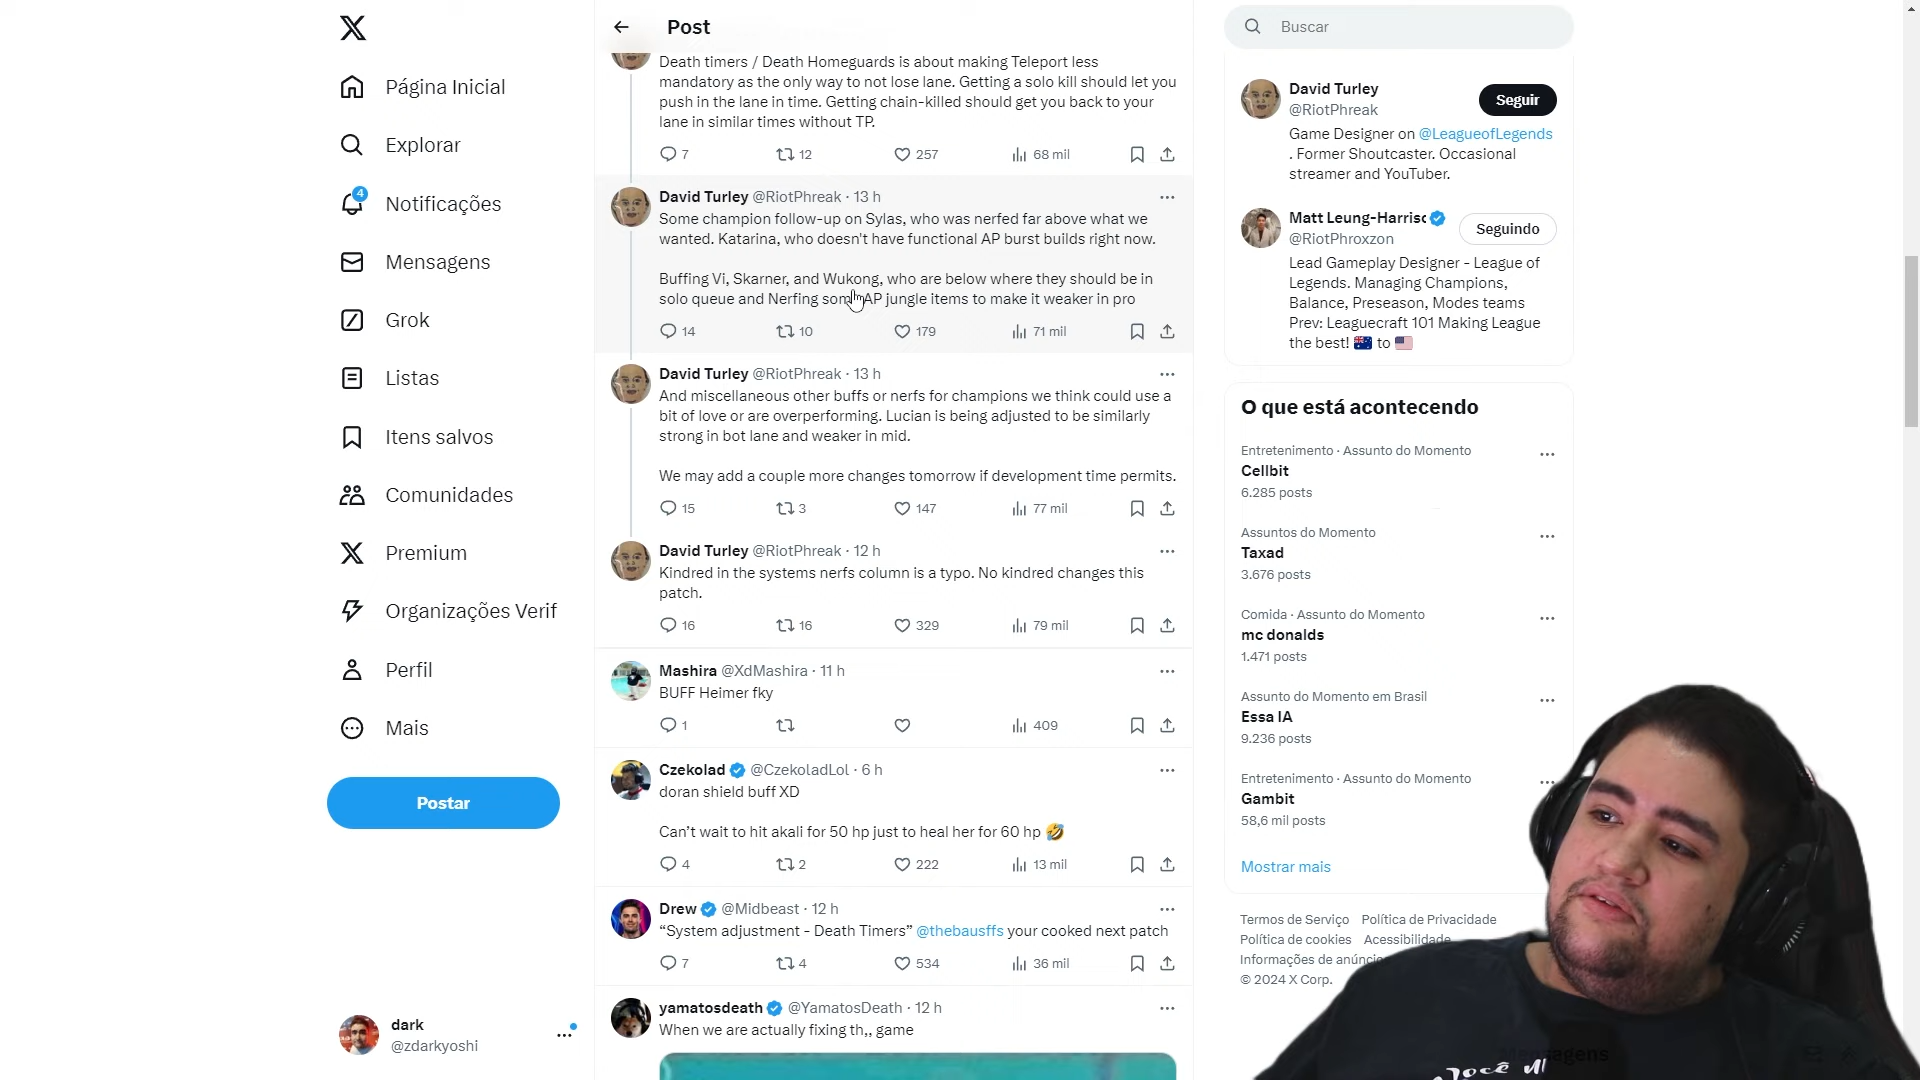 Página Inicial
Explorar
4
Notificações
Mensagens
Grok
Listas
Itens salvos
Comunidades
Premium
Organizações Verif
Perfil
Mais
Postar
dark
@zdarkyoshi
Post
Death timers / Death Homeguards is about making Teleport less
mandatory as the only way to not lose lane. Getting a solo kill should let you
push in the lane in time. Getting chain-killed should get you back to your
lane in similar times without TP.
7 12 257 68 mil
David Turley @RiotPhreak · 13 h
Some champion follow-up on Sylas, who was nerfed far above what we
wanted. Katarina, who doesn't have functional AP burst builds right now.
Buffing Vi, Skarner, and Wukong, who are below where they should be in
solo queue and Nerfing some AP jungle items to make it weaker in pro
14 10 179 71 mil
David Turley @RiotPhreak · 13 h
And miscellaneous other buffs or nerfs for champions we think could use a
bit of love or are overperforming. Lucian is being adjusted to be similarly
strong in bot lane and weaker in mid.
We may add a couple more changes tomorrow if development time permits.
15 3 147 77 mil
David Turley @RiotPhreak · 12 h
Kindred in the systems nerfs column is a typo. No kindred changes this
patch.
16 16 329 79 mil
Mashira @XdMashira · 11 h
BUFF Heimer fky
1 409
Czekolad @CzekoladLol · 6 h
doran shield buff XD
Can’t wait to hit akali for 50 hp just to heal her for 60 hp 🤣
4 2 222 13 mil
Drew @Midbeast · 12 h
“System adjustment - Death Timers” @thebausffs your cooked next patch
7 4 534 36 mil
yamatosdeath @YamatosDeath · 12 h
When we are actually fixing th,, game
Buscar
David Turley
@RiotPhreak
Seguir
Game Designer on @LeagueofLegends
. Former Shoutcaster. Occasional
streamer and YouTuber.
Matt Leung-Harrisc
@RiotPhroxzon
Seguindo
Lead Gameplay Designer - League of
Legends. Managing Champions,
Balance, Preseason, Modes teams
Prev: Leaguecraft 101 Making League
the best! 🇦🇺 to 🇺🇸
O que está acontecendo
Entretenimento · Assunto do Momento
Cellbit
6.285 posts
Assuntos do Momento
Taxad
3.676 posts
Comida · Assunto do Momento
mc donalds
1.471 posts
Assunto do Momento em Brasil
Essa IA
9.236 posts
Entretenimento · Assunto do Momento
Gambit
58,6 mil posts
Mostrar mais
Termos de Serviço Política de Privacidade
Política de cookies Acessibilidade
Informações de anúncio
© 2024 X Corp.